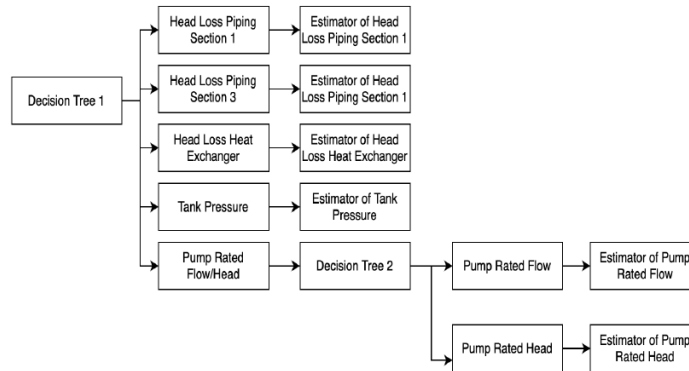 Head Loss Piping
Section 1
Estimator of Head
Loss Piping Section 1
Decision Tree 1
Head Loss Piping
Section 3
Estimator of Head
Loss Piping Section 1
Head Loss Heat
Exchanger
Estimator of Head
Loss Heat Exchanger
Tank Pressure
Estimator of Tank
Pressure
Pump Rated
Flow/Head
Decision Tree 2
Pump Rated Flow
Estimator of Pump
Rated Flow
Pump Rated Head
Estimator of Pump
Rated Head